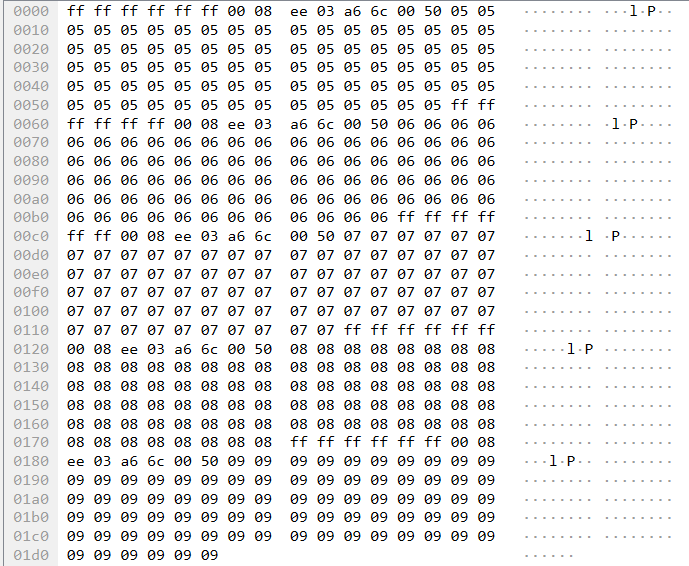 0000 ff ff ff ff ff ff 00 08 ee 03 a6 6c 00 50 05 05 ········ ···l·P··
0010 05 05 05 05 05 05 05 05 05 05 05 05 05 05 05 05 ········ ········
0020 05 05 05 05 05 05 05 05 05 05 05 05 05 05 05 05 ········ ········
0030 05 05 05 05 05 05 05 05 05 05 05 05 05 05 05 05 ········ ········
0040 05 05 05 05 05 05 05 05 05 05 05 05 05 05 05 05 ········ ········
0050 05 05 05 05 05 05 05 05 05 05 05 05 05 05 ff ff ········ ········
0060 ff ff ff ff 00 08 ee 03 a6 6c 00 50 06 06 06 06 ········ ·l·P····
0070 06 06 06 06 06 06 06 06 06 06 06 06 06 06 06 06 ········ ········
0080 06 06 06 06 06 06 06 06 06 06 06 06 06 06 06 06 ········ ········
0090 06 06 06 06 06 06 06 06 06 06 06 06 06 06 06 06 ········ ········
00a0 06 06 06 06 06 06 06 06 06 06 06 06 06 06 06 06 ········ ········
00b0 06 06 06 06 06 06 06 06 06 06 06 06 ff ff ff ff ········ ········
00c0 ff ff 00 08 ee 03 a6 6c 00 50 07 07 07 07 07 07 ·······l ·P······
00d0 07 07 07 07 07 07 07 07 07 07 07 07 07 07 07 07 ········ ········
00e0 07 07 07 07 07 07 07 07 07 07 07 07 07 07 07 07 ········ ········
00f0 07 07 07 07 07 07 07 07 07 07 07 07 07 07 07 07 ········ ········
0100 07 07 07 07 07 07 07 07 07 07 07 07 07 07 07 07 ········ ········
0110 07 07 07 07 07 07 07 07 07 07 ff ff ff ff ff ff ········ ········
0120 00 08 ee 03 a6 6c 00 50 08 08 08 08 08 08 08 08 ·····l·P ········
0130 08 08 08 08 08 08 08 08 08 08 08 08 08 08 08 08 ········ ········
0140 08 08 08 08 08 08 08 08 08 08 08 08 08 08 08 08 ········ ········
0150 08 08 08 08 08 08 08 08 08 08 08 08 08 08 08 08 ········ ········
0160 08 08 08 08 08 08 08 08 08 08 08 08 08 08 08 08 ········ ········
0170 08 08 08 08 08 08 08 08 ff ff ff ff ff ff 00 08 ········ ········
0180 ee 03 a6 6c 00 50 09 09 09 09 09 09 09 09 09 09 ···l·P·· ········
0190 09 09 09 09 09 09 09 09 09 09 09 09 09 09 09 09 ········ ········
01a0 09 09 09 09 09 09 09 09 09 09 09 09 09 09 09 09 ········ ········
01b0 09 09 09 09 09 09 09 09 09 09 09 09 09 09 09 09 ········ ········
01c0 09 09 09 09 09 09 09 09 09 09 09 09 09 09 09 09 ········ ········
01d0 09 09 09 09 09 09 ······